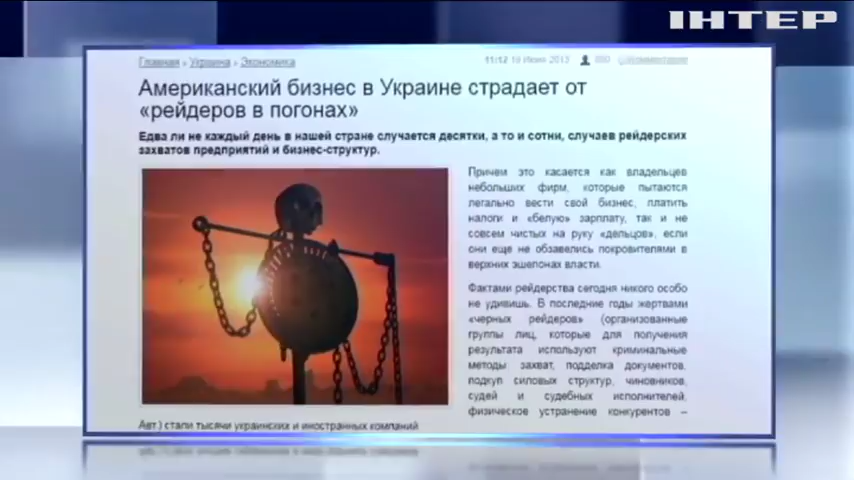 ІНТЕР
Главная » Украина » Экономика
11:12 19 Июня 2013
Американский бизнес в Украине страдает от
«рейдеров в погонах»
Едва ли не каждый день в нашей стране случается десятки, а то и сотни, случаев рейдерских
захватов предприятий и бизнес-структур.
Причем это касается как владельцев
небольших фирм, которые пытаются
легально вести свой бизнес, платить
налоги и «белую» зарплату, так и не
совсем чистых на руку «дельцов», если
они еще не обзавелись покровителями в
верхних эшелонах власти.
Фактами рейдерства сегодня никого особо
не удивишь. В последние годы жертвами
«черных рейдеров» (организованные
группы лиц, которые для получения
результата используют криминальные
методы захват, подделка документов,
подкуп силовых структур, чиновников,
судей и судебных исполнителей,
физическое устранение конкурентов –
Авт.) стали тысячи украинских и иностранных компаний